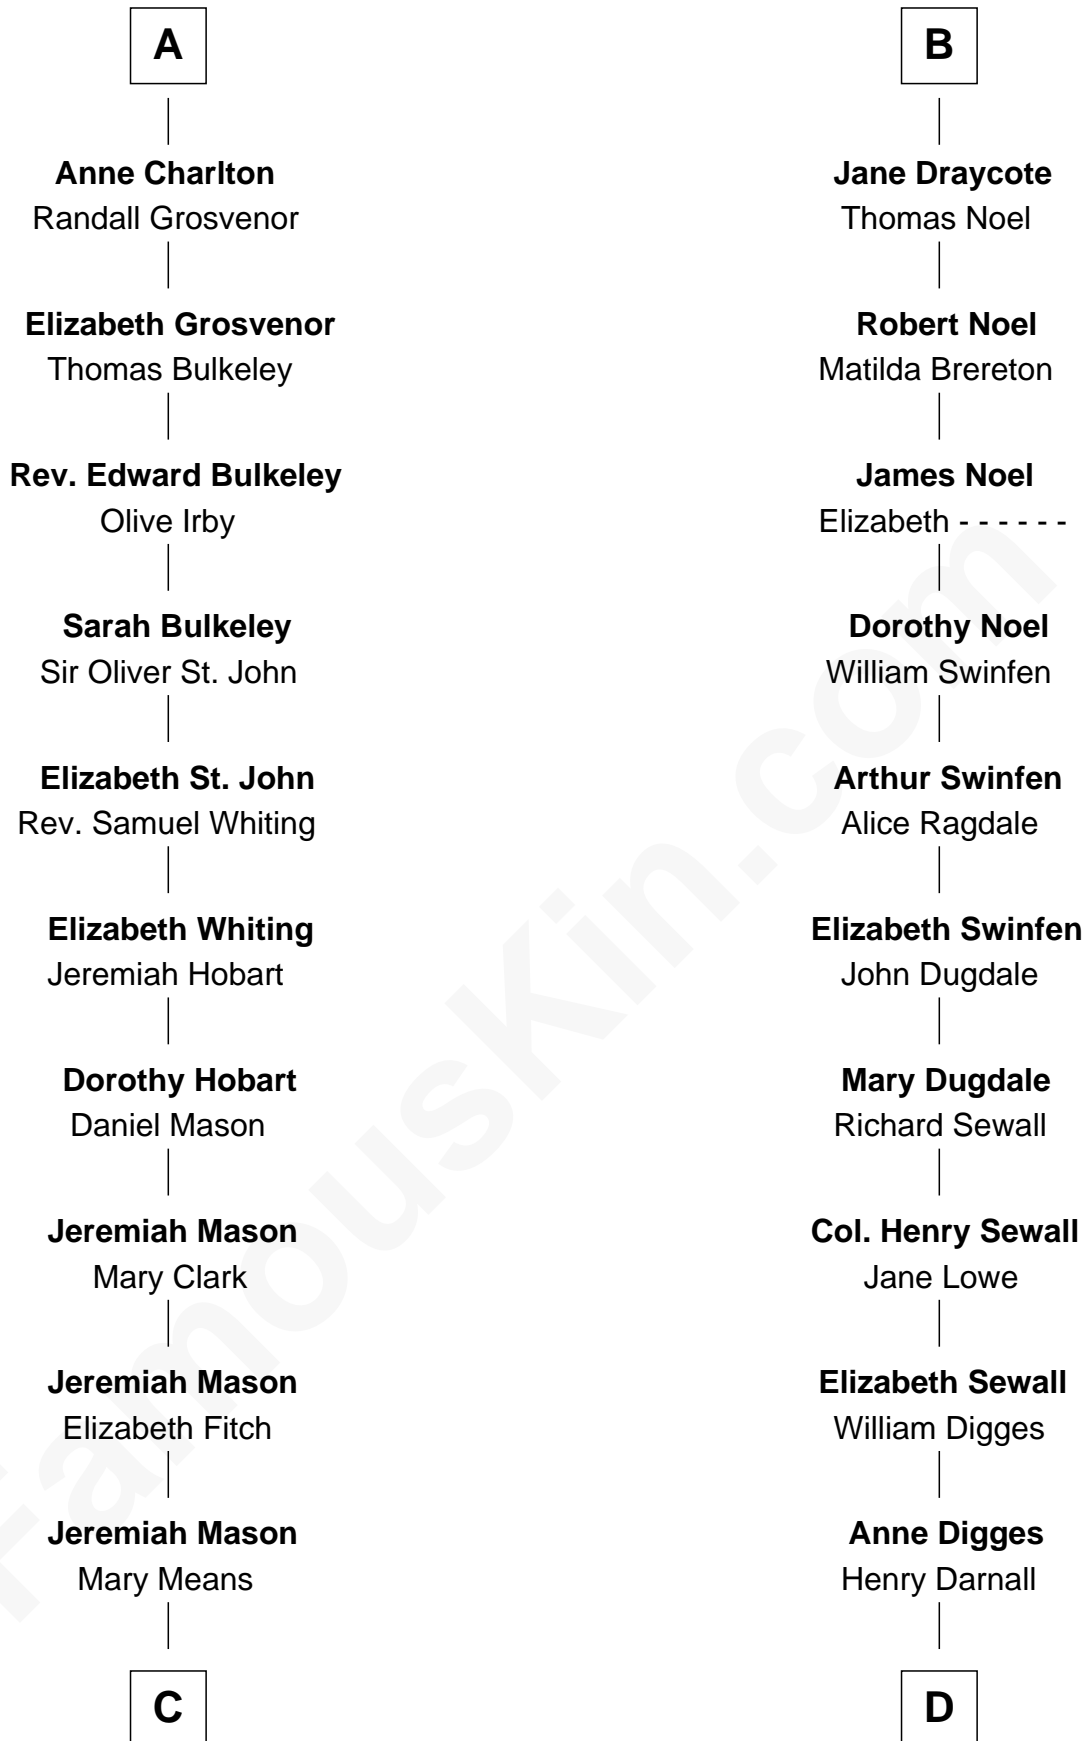 A
Anne Charlton
Randall Grosvenor
Elizabeth Grosvenor
Thomas Bulkeley
Rev. Edward Bulkeley
Olive Irby
Sarah Bulkeley
Sir Oliver St. John
Elizabeth St. John
Rev. Samuel Whiting
Elizabeth Whiting
Jeremiah Hobart
Dorothy Hobart
Daniel Mason
Jeremiah Mason
Mary Clark
Jeremiah Mason
Elizabeth Fitch
Jeremiah Mason
Mary Means
C
B
Jane Draycote
Thomas Noel
Robert Noel
Matilda Brereton
James Noel
Elizabeth - - - - - -
Dorothy Noel
William Swinfen
Arthur Swinfen
Alice Ragdale
Elizabeth Swinfen
John Dugdale
Mary Dugdale
Richard Sewall
Col. Henry Sewall
Jane Lowe
Elizabeth Sewall
William Digges
Anne Digges
Henry Darnall
D
FamousKin.com